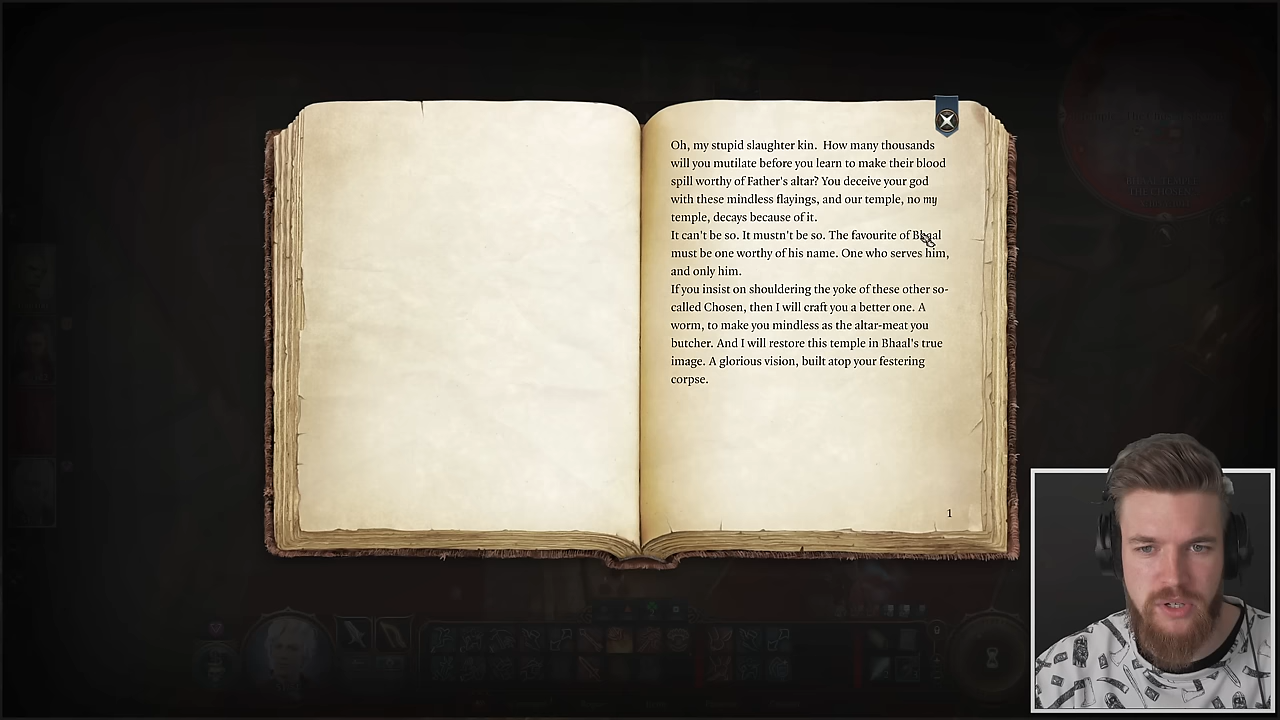 Oh, my stupid slaughter kin.  How many thousands
will you mutilate before you learn to make their blood
spill worthy of Father's altar? You deceive your god
with these mindless flayings, and our temple, no my
temple, decays because of it.
It can't be so. It mustn't be so. The favourite of Bhaal
must be one worthy of his name. One who serves him,
and only him.
If you insist on shouldering the yoke of these other so-
called Chosen, then I will craft you a better one. A
worm, to make you mindless as the altar-meat you
butcher. And I will restore this temple in Bhaal's true
image. A glorious vision, built atop your festering
corpse.
1